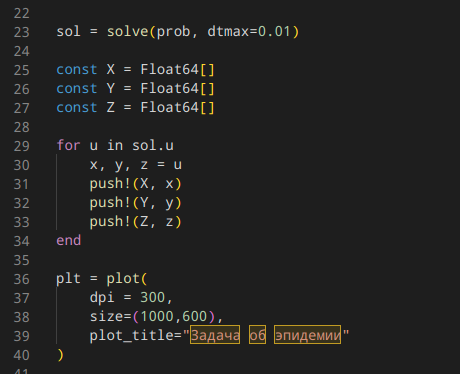 22
23 sol = solve(prob, dtmax=0.01)
24
25 const X = Float64[]
26 const Y = Float64[]
27 const Z = Float64[]
28
29 for u in sol.u
30     x, y, z = u
31     push!(X, x)
32     push!(Y, y)
33     push!(Z, z)
34 end
35
36 plt = plot(
37     dpi = 300,
38     size=(1000,600),
39     plot_title="Задача об эпидемии"
40 )
41